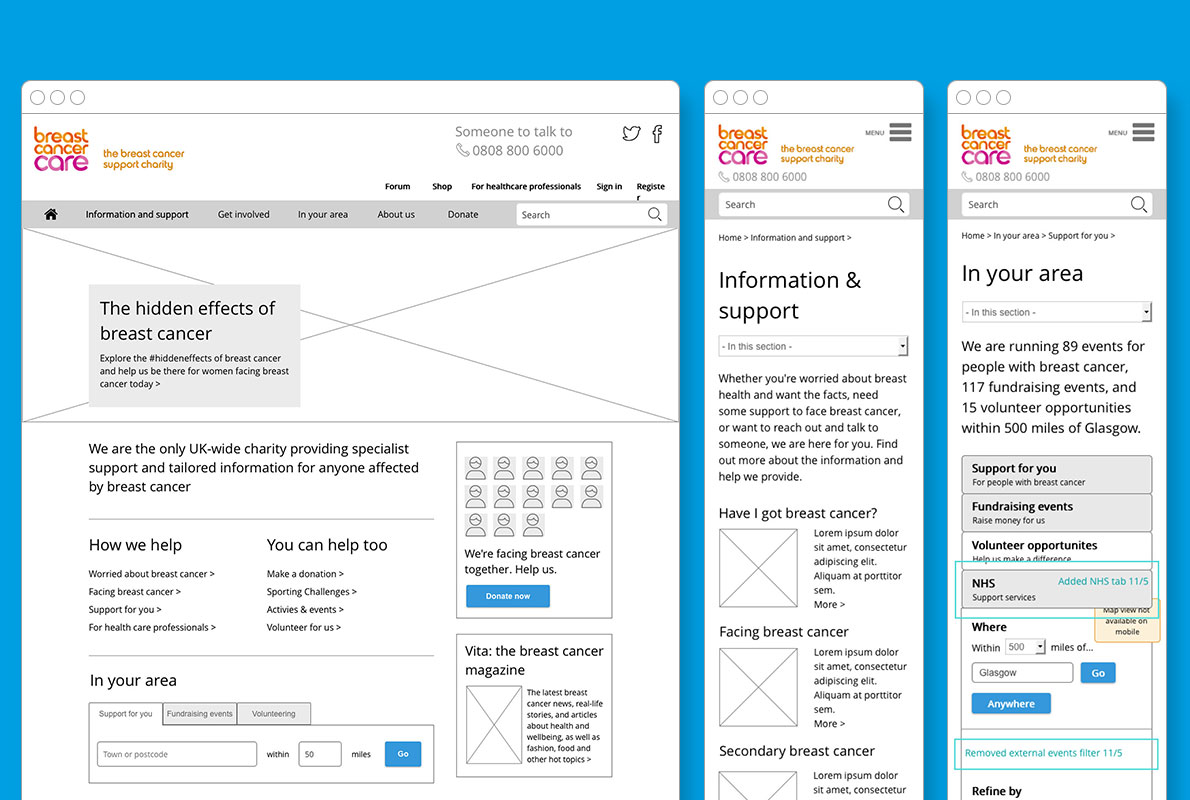 breast
cancer
care
the breast cancer
support charity
Someone to talk to
0808 800 6000
Forum
Shop
For healthcare professionals
Sign in
Registe
r
Information and support
Get involved
In your area
About us
Donate
Search
The hidden effects of
breast cancer
Explore the #hiddeneffects of breast cancer
and help us be there for women facing breast
cancer today >
We are the only UK-wide charity providing specialist
support and tailored information for anyone affected
by breast cancer
How we help
Worried about breast cancer >
Facing breast cancer >
Support for you >
For health care professionals >
You can help too
Make a donation >
Sporting Challenges >
Activies & events >
Volunteer for us >
In your area
Support for you
Fundraising events
Volunteering
Town or postcode
within
50
miles
Go
We're facing breast cancer
together. Help us.
Donate now
Vita: the breast cancer
magazine
The latest breast
cancer news, real-life
stories, and articles
about health and
wellbeing, as well as
fashion, food and
other hot topics >
breast
cancer
care
the breast cancer
support charity
MENU
0808 800 6000
Search
Home > Information and support >
Information &
support
- In this section -
Whether you're worried about breast
health and want the facts, need
some support to face breast cancer,
or want to reach out and talk to
someone, we are here for you. Find
out more about the information and
help we provide.
Have I got breast cancer?
Lorem ipsum dolor
sit amet, consectetur
adipiscing elit.
Aliquam at porttitor
sem.
More >
Facing breast cancer
Lorem ipsum dolor
sit amet, consectetur
adipiscing elit.
Aliquam at porttitor
sem.
More >
Secondary breast cancer
Lorem ipsum dolor
sit amet, consectetur
breast
cancer
care
the breast cancer
support charity
MENU
0808 800 6000
Search
Home > In your area > Support for you >
In your area
- In this section -
We are running 89 events for
people with breast cancer,
117 fundraising events, and
15 volunteer opportunities
within 500 miles of Glasgow.
Support for you
For people with breast cancer
Fundraising events
Raise money for us
Volunteer opportunites
Help us make a difference
NHS
Support services
Added NHS tab 11/5
Map view not
available on
mobile
Where
Within 500 miles of...
Glasgow
Go
Anywhere
Removed external events filter 11/5
Refine by